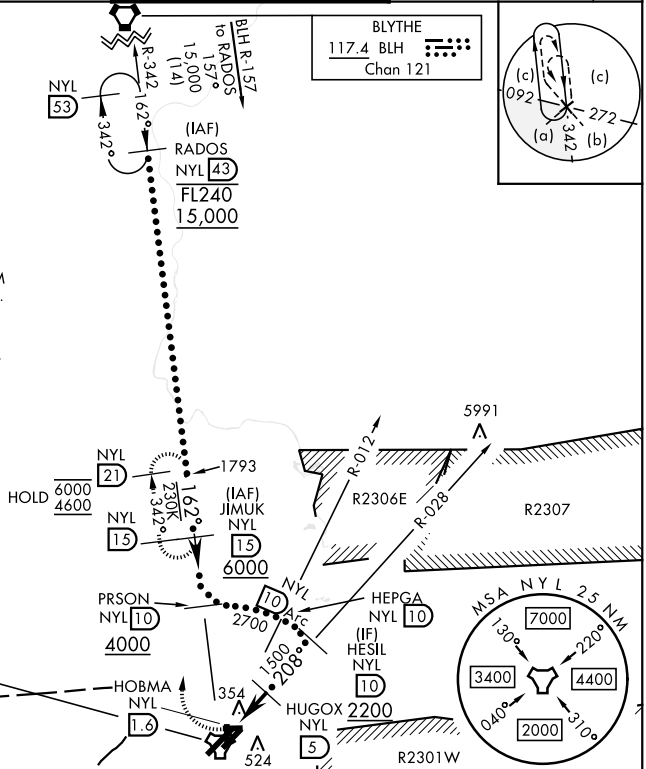 BLYTHE
117.4 BLH
Chan 121
BLH R-157
to RADOS
157°
15,000
(14)
R-342
NYL
53
162°
342°
(IAF)
RADOS
NYL 43
FL240
15,000
(c)
(c)
092
272
(a)
(b)
342
5991
R-012
R-028
R2306E
R2307
NYL
21
1793
HOLD 6000
4600
230K
162°
342°
(IAF)
JIMUK
NYL
15
6000
NYL
15
PRSON
NYL 10
4000
NYL
10 Arc
2700
HEPGA
NYL 10
(IF)
HESIL
NYL
10
2200
1500
208°
HOBMA
NYL
1.6
354
524
HUGOX
NYL
5
R2301W
MSA NYL 25 NM
7000
130°
220°
3400
4400
040°
310°
2000